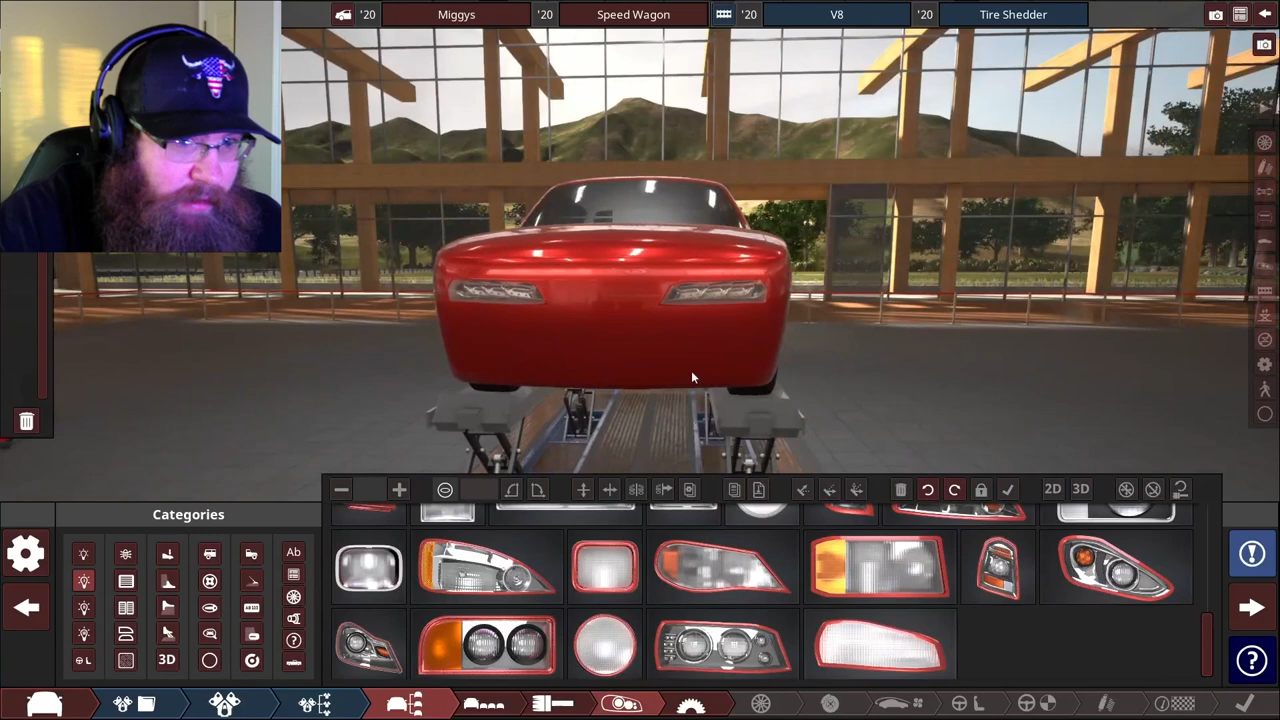 '20 Miggys '20 Speed Wagon '20 V8 '20 Tire Shedder
Categories
Ab
3D
L
2D 3D